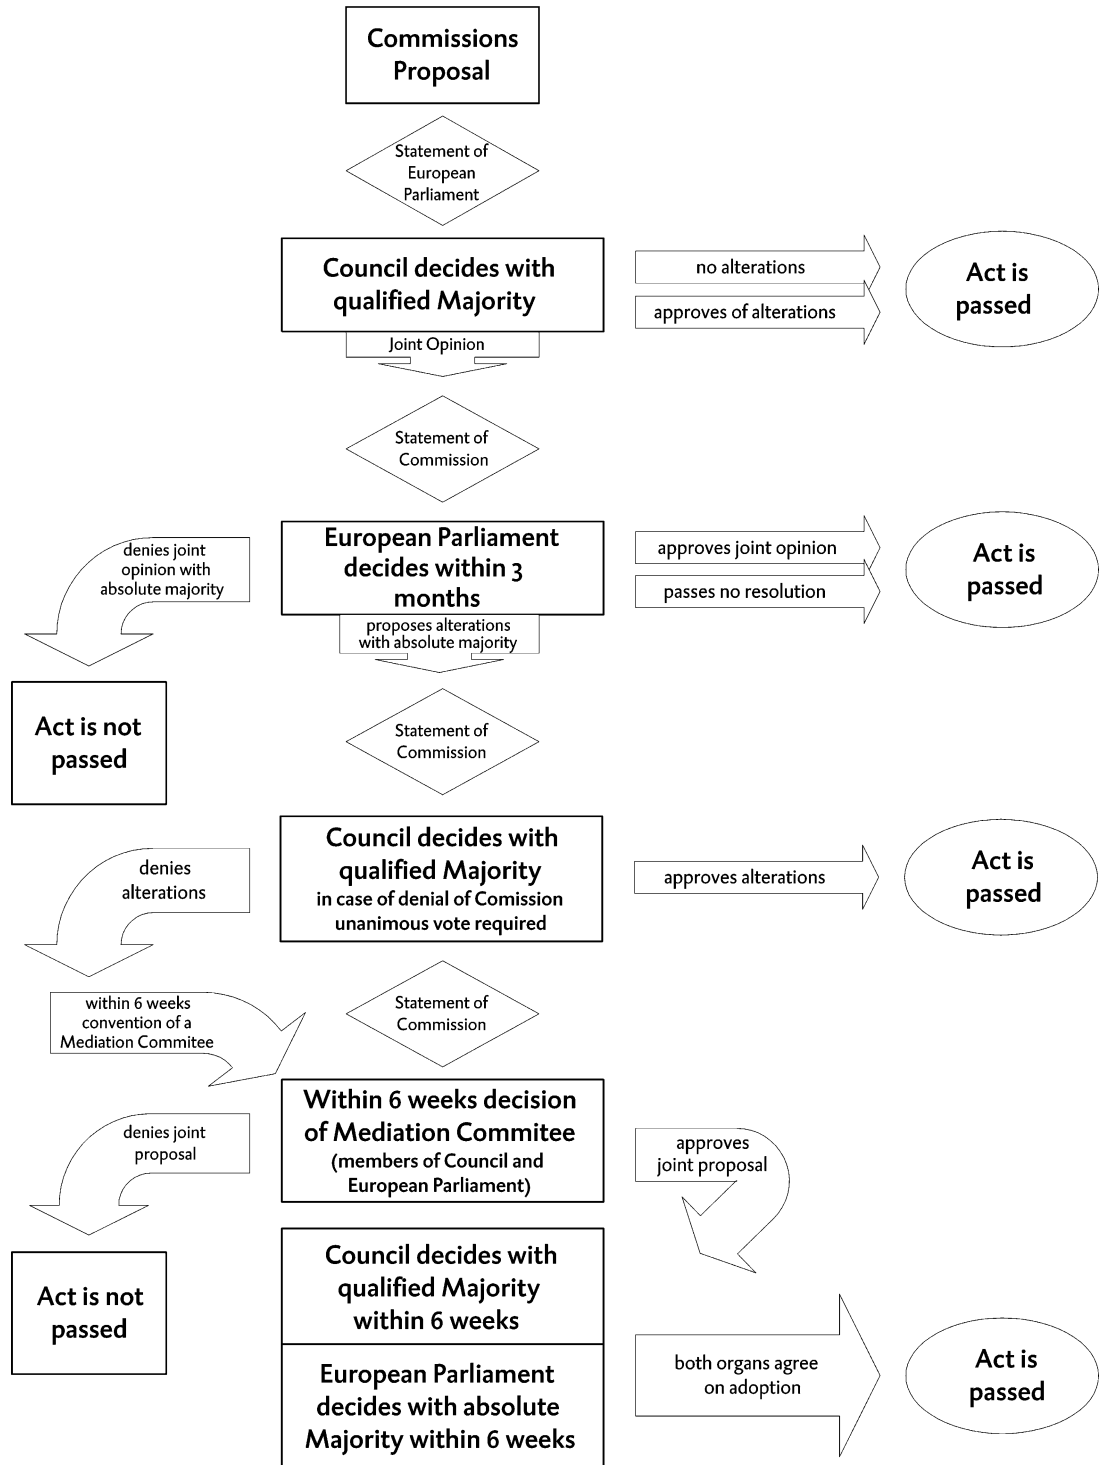 Commissions
Proposal
Statement of
European
Parliament
Council decides with
qualified Majority
no alterations
approves of alterations
Act is
passed
Joint Opinion
Statement of
Commission
denies joint
opinion with
absolute majority
European Parliament
decides within 3
months
approves joint opinion
passes no resolution
Act is
passed
proposes alterations
with absolute majority
Act is not
passed
Statement of
Commission
denies
alterations
Council decides with
qualified Majority
in case of denial of Comission
unanimous vote required
approves alterations
Act is
passed
within 6 weeks
convention of a
Mediation Commitee
Statement of
Commission
denies joint
proposal
Within 6 weeks decision
of Mediation Commitee
(members of Council and
European Parliament)
approves
joint proposal
Act is not
passed
Council decides with
qualified Majority
within 6 weeks
European Parliament
decides with absolute
Majority within 6 weeks
both organs agree
on adoption
Act is
passed